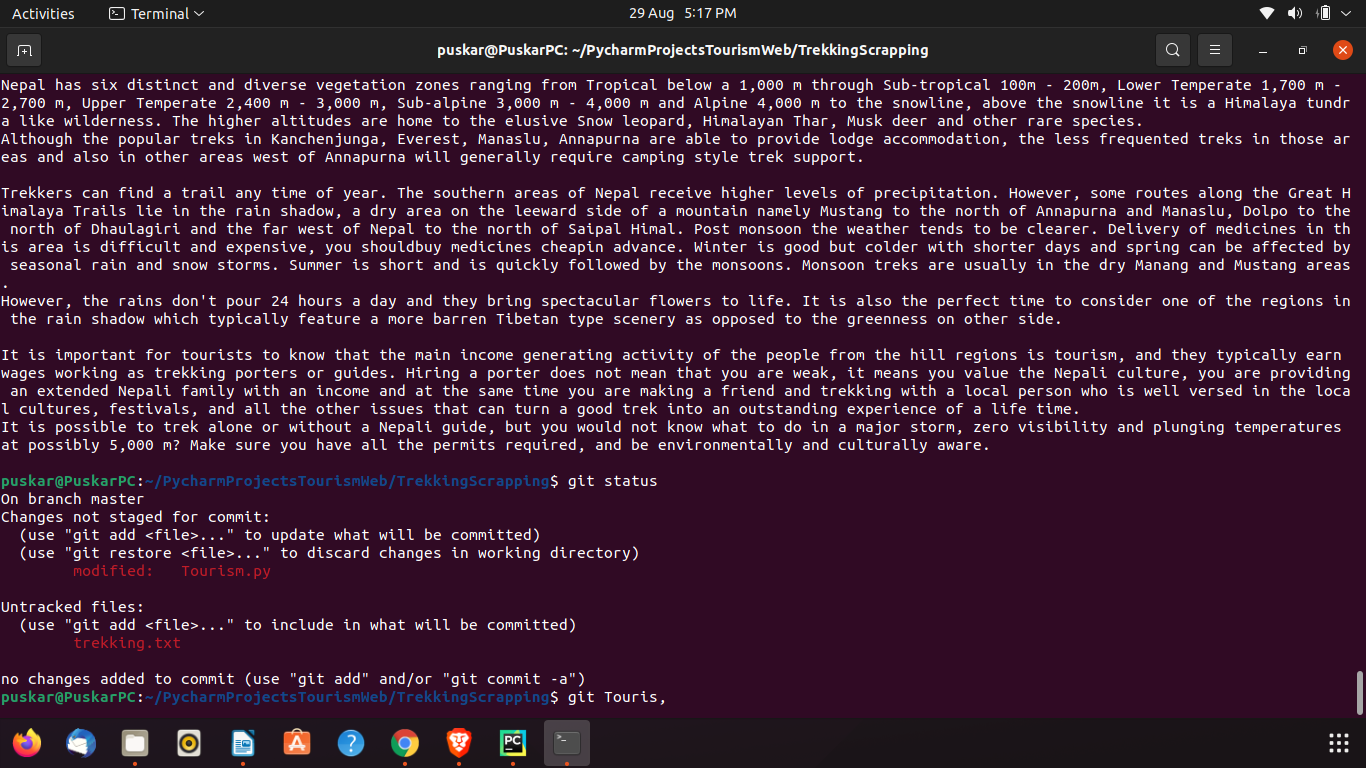 Activities
Terminal
29 Aug 5:17 PM
puskar@PuskarPC: ~/PycharmProjectsTourismWeb/TrekkingScrapping
Nepal has six distinct and diverse vegetation zones ranging from Tropical below a 1,000 m through Sub-tropical 100m - 200m, Lower Temperate 1,700 m -
2,700 m, Upper Temperate 2,400 m - 3,000 m, Sub-alpine 3,000 m - 4,000 m and Alpine 4,000 m to the snowline, above the snowline it is a Himalaya tundr
a like wilderness. The higher altitudes are home to the elusive Snow leopard, Himalayan Thar, Musk deer and other rare species.
Although the popular treks in Kanchenjunga, Everest, Manaslu, Annapurna are able to provide lodge accommodation, the less frequented treks in those ar
eas and also in other areas west of Annapurna will generally require camping style trek support.
Trekkers can find a trail any time of year. The southern areas of Nepal receive higher levels of precipitation. However, some routes along the Great H
imalaya Trails lie in the rain shadow, a dry area on the leeward side of a mountain namely Mustang to the north of Annapurna and Manaslu, Dolpo to the
north of Dhaulagiri and the far west of Nepal to the north of Saipal Himal. Post monsoon the weather tends to be clearer. Delivery of medicines in th
is area is difficult and expensive, you shouldbuy medicines cheapin advance. Winter is good but colder with shorter days and spring can be affected by
seasonal rain and snow storms. Summer is short and is quickly followed by the monsoons. Monsoon treks are usually in the dry Manang and Mustang areas
.
However, the rains don't pour 24 hours a day and they bring spectacular flowers to life. It is also the perfect time to consider one of the regions in
the rain shadow which typically feature a more barren Tibetan type scenery as opposed to the greenness on other side.
It is important for tourists to know that the main income generating activity of the people from the hill regions is tourism, and they typically earn
wages working as trekking porters or guides. Hiring a porter does not mean that you are weak, it means you value the Nepali culture, you are providing
an extended Nepali family with an income and at the same time you are making a friend and trekking with a local person who is well versed in the loca
l cultures, festivals, and all the other issues that can turn a good trek into an outstanding experience of a life time.
It is possible to trek alone or without a Nepali guide, but you would not know what to do in a major storm, zero visibility and plunging temperatures
at possibly 5,000 m? Make sure you have all the permits required, and be environmentally and culturally aware.
puskar@PuskarPC:~/PycharmProjectsTourismWeb/TrekkingScrapping$ git status
On branch master
Changes not staged for commit:
(use "git add <file>..." to update what will be committed)
(use "git restore <file>..." to discard changes in working directory)
modified: Tourism.py
Untracked files:
(use "git add <file>..." to include in what will be committed)
trekking.txt
no changes added to commit (use "git add" and/or "git commit -a")
puskar@PuskarPC:~/PycharmProjectsTourismWeb/TrekkingScrapping$ git Touris,